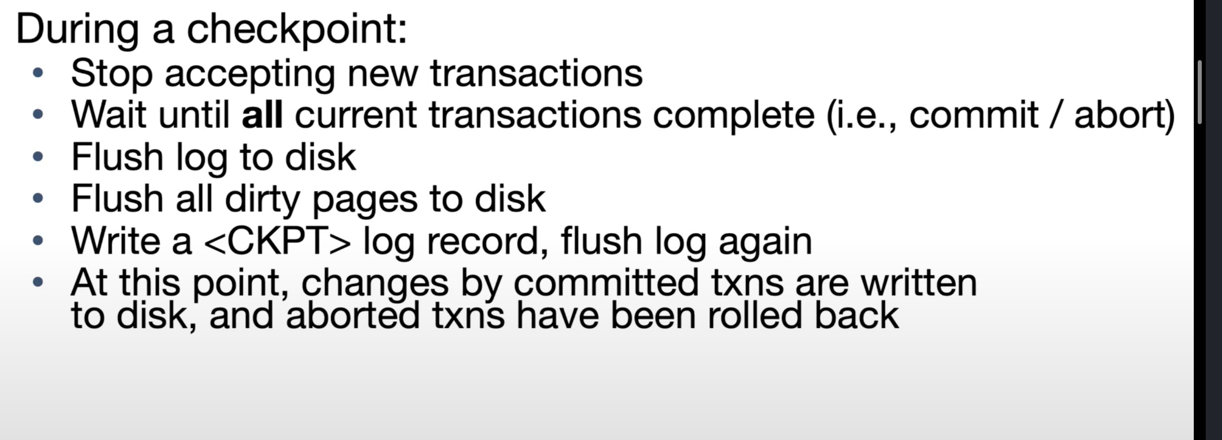 During a checkpoint:
• Stop accepting new transactions
• Wait until all current transactions complete (i.e., commit / abort)
• Flush log to disk
• Flush all dirty pages to disk
• Write a <CKPT> log record, flush log again
• At this point, changes by committed txns are written
to disk, and aborted txns have been rolled back